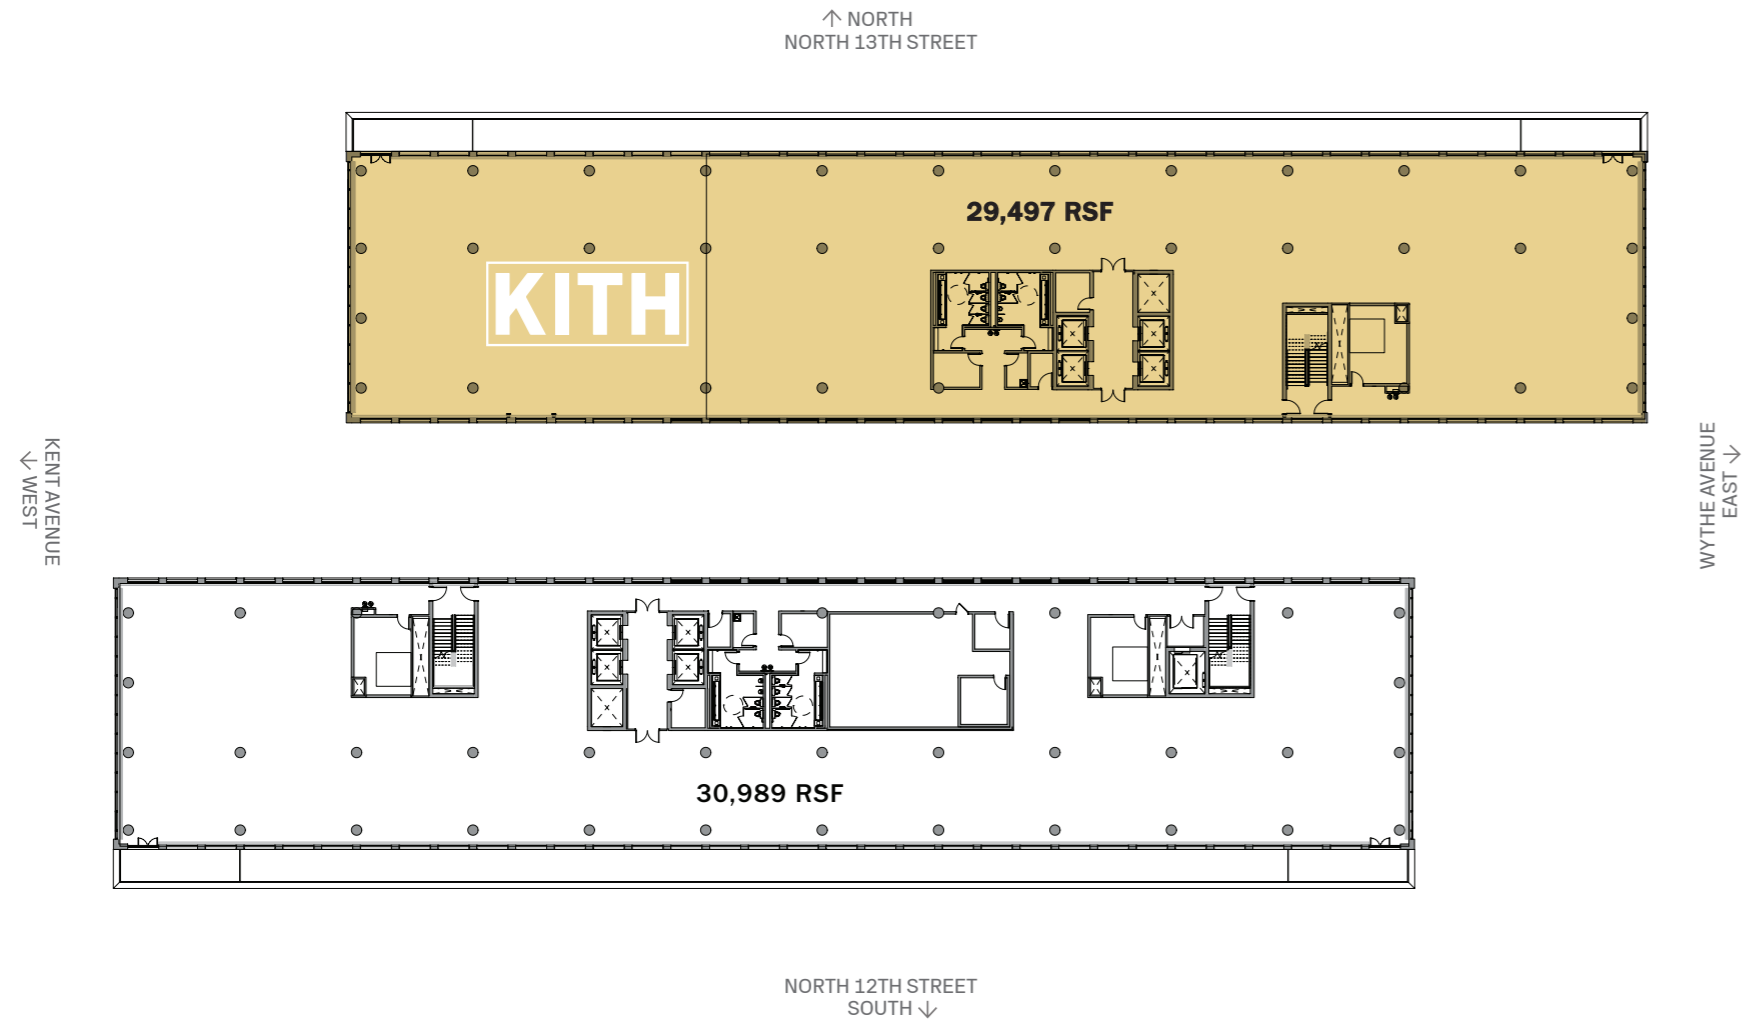 ↑ NORTH
NORTH 13TH STREET
29,497 RSF
KITH
KENT AVENUE
↓ WEST
WYTHE AVENUE
EAST ↓
30,989 RSF
NORTH 12TH STREET
SOUTH ↓